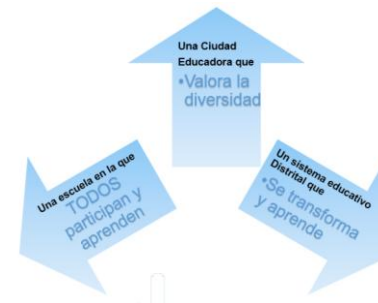 Una Ciudad
Educadora que
•Valora la
diversidad
Una escuela en la que
TODOS
participan y
aprenden
Un sistema educativo
Distrital que
•Se transforma
y aprende